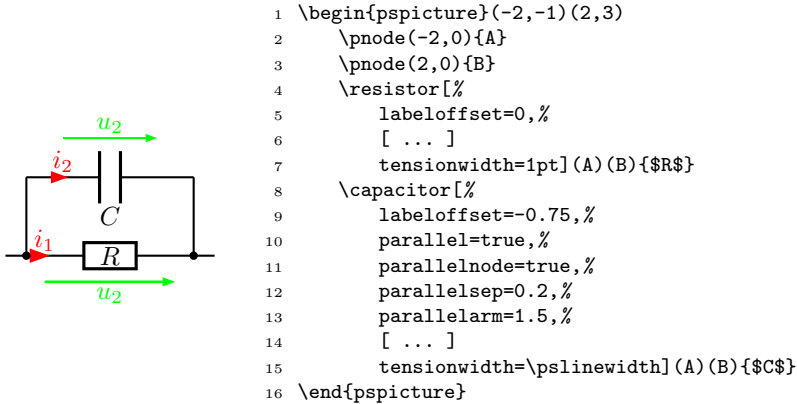 u2
i2
C
i1
R
u2
1 \begin{pspicture}(-2,-1)(2,3)
2 \pnode(-2,0){A}
3 \pnode(2,0){B}
4 \resistor[%
5 labeloffset=0,%
6 [ ... ]
7 tensionwidth=1pt](A)(B){$R$}
8 \capacitor[%
9 labeloffset=-0.75,%
10 parallel=true,%
11 parallelnode=true,%
12 parallelsep=0.2,%
13 parallelarm=1.5,%
14 [ ... ]
15 tensionwidth=\pslinewidth](A)(B){$C$}
16 \end{pspicture}